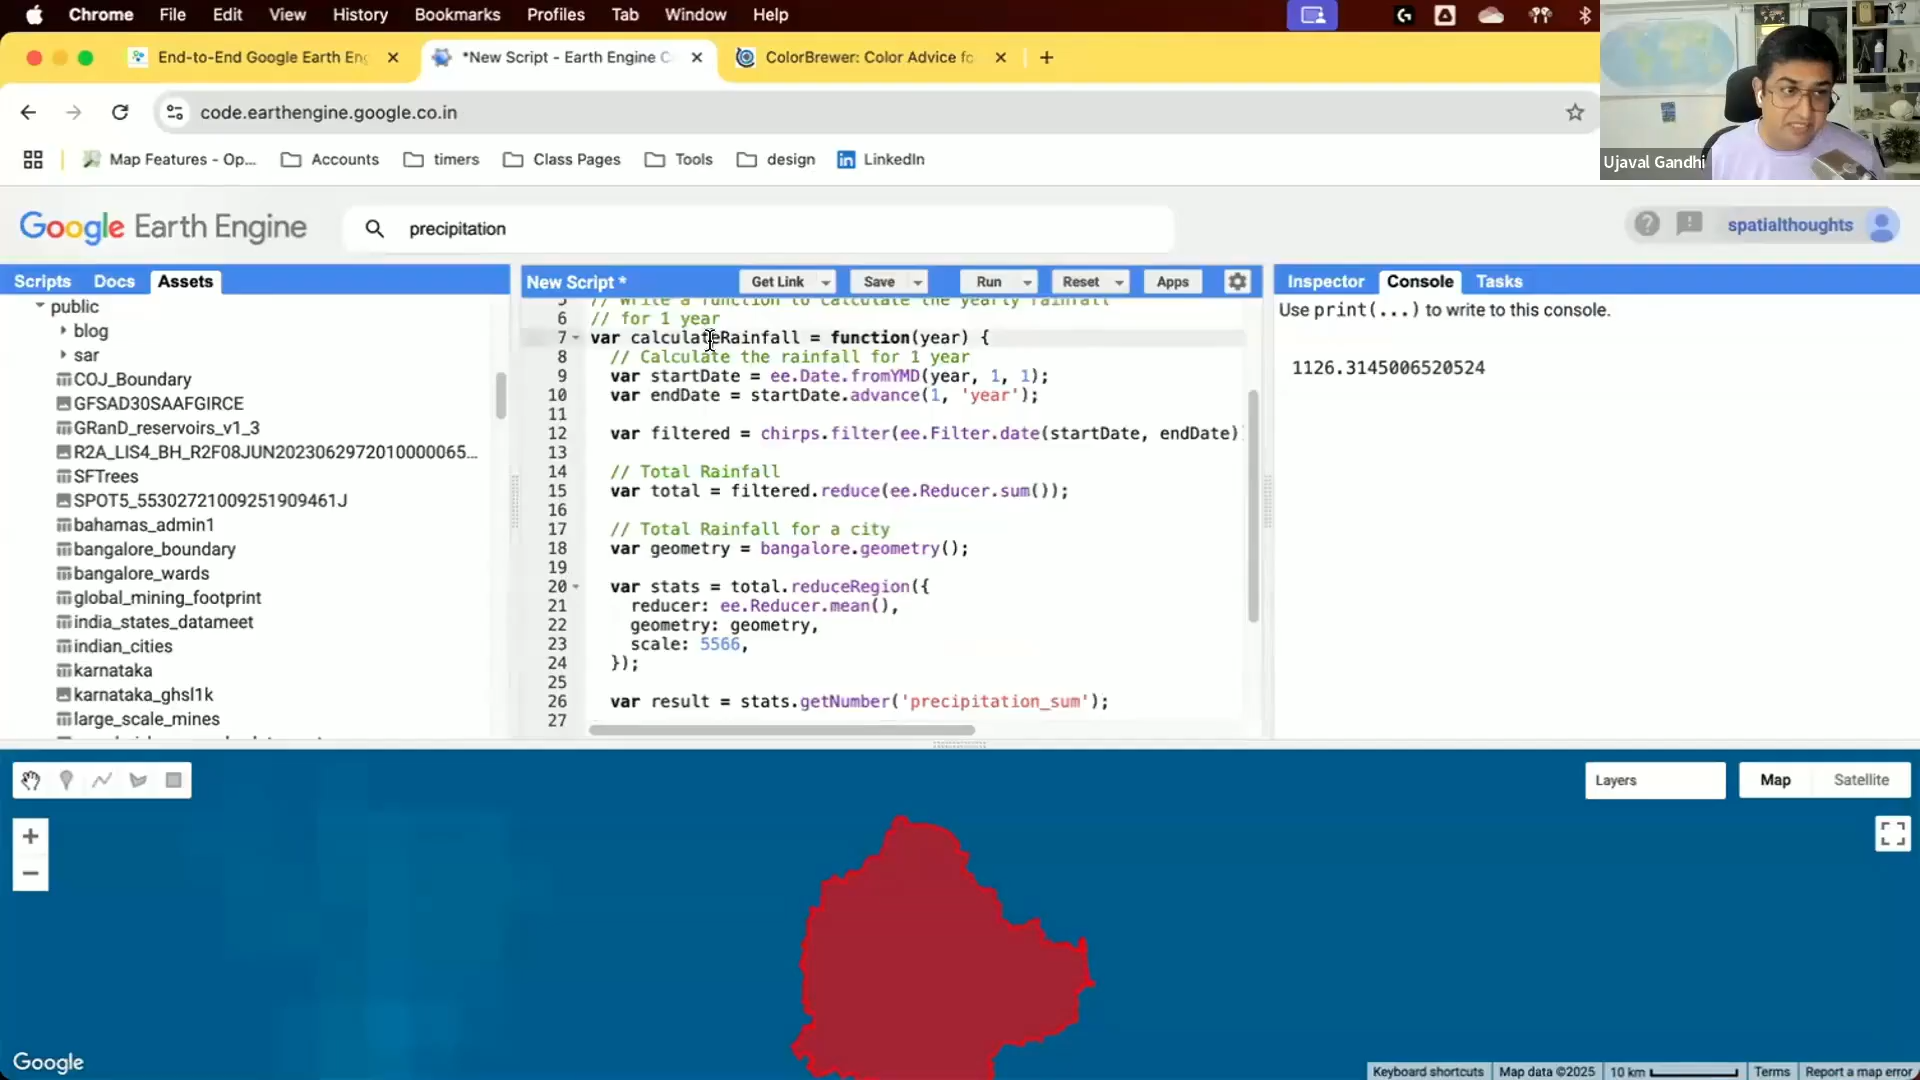 Chrome File Edit View History Bookmarks Profiles Tab Window Help
End-to-End Google Earth Eng
*New Script - Earth Engine C
ColorBrewer: Color Advice fo
code.earthengine.google.co.in
Map Features - Op... Accounts timers Class Pages Tools design LinkedIn
Ujaval Gandhi
Google Earth Engine
precipitation
spatialthoughts
Scripts Docs Assets
public
blog
sar
COJ_Boundary
GFSAD30SAAFGIRCE
GRanD_reservoirs_v1_3
R2A_LIS4_BH_R2F08JUN2023062972010000065...
SFTrees
SPOT5_55302721009251909461J
bahamas_admin1
bangalore_boundary
bangalore_wards
global_mining_footprint
india_states_datameet
indian_cities
karnataka
karnataka_ghsl1k
large_scale_mines
New Script * Get Link Save Run Reset Apps
5 // Write a function to calculate the yearly rainfall
6 // for 1 year
7 var calculateRainfall = function(year) {
8 // Calculate the rainfall for 1 year
9 var startDate = ee.Date.fromYMD(year, 1, 1);
10 var endDate = startDate.advance(1, 'year');
11
12 var filtered = chirps.filter(ee.Filter.date(startDate, endDate)
13
14 // Total Rainfall
15 var total = filtered.reduce(ee.Reducer.sum());
16
17 // Total Rainfall for a city
18 var geometry = bangalore.geometry();
19
20 var stats = total.reduceRegion({
21 reducer: ee.Reducer.mean(),
22 geometry: geometry,
23 scale: 5566,
24 });
25
26 var result = stats.getNumber('precipitation_sum');
27
Inspector Console Tasks
Use print(...) to write to this console.
1126.3145006520524
Layers
Map Satellite
Google
Keyboard shortcuts Map data ©2025 10 km Terms Report a map error